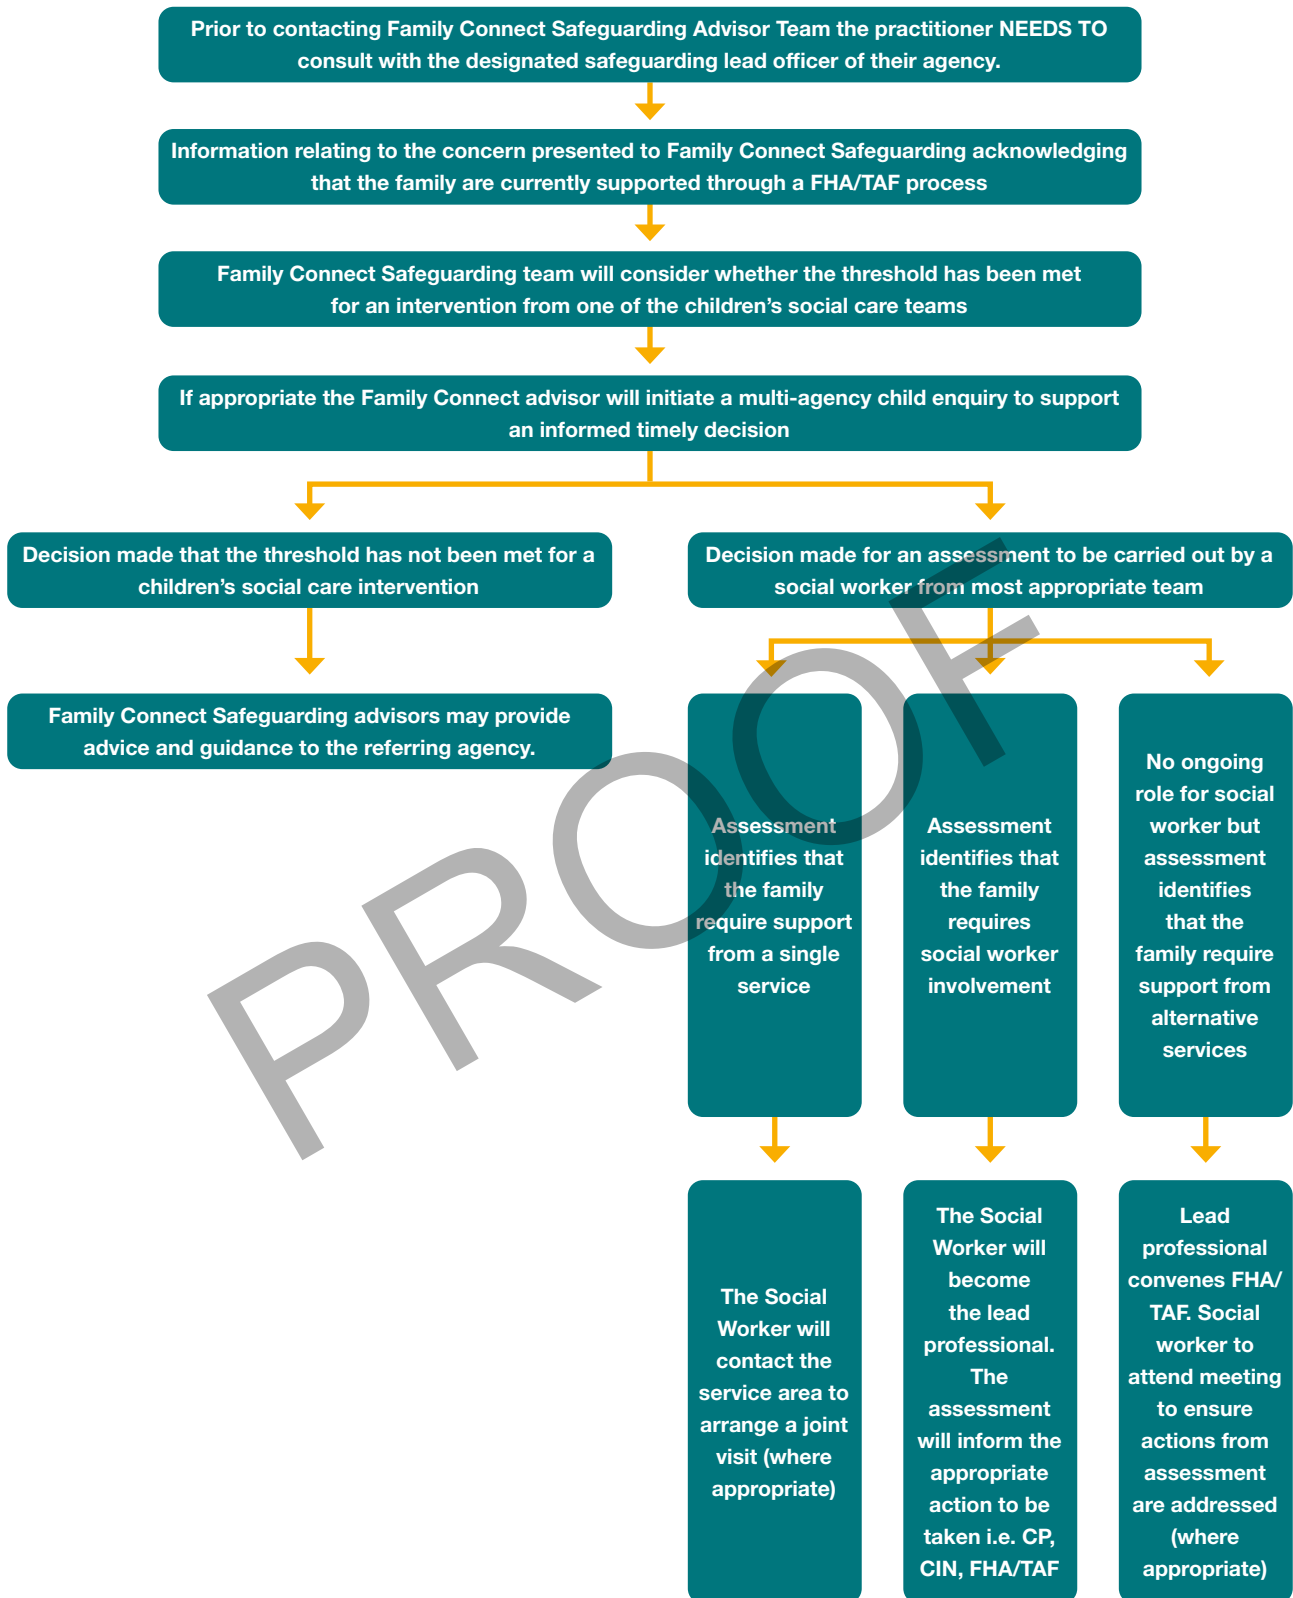 Prior to contacting Family Connect Safeguarding Advisor Team the practitioner NEEDS TO
consult with the designated safeguarding lead officer of their agency.
Information relating to the concern presented to Family Connect Safeguarding acknowledging
that the family are currently supported through a FHA/TAF process
Family Connect Safeguarding team will consider whether the threshold has been met
for an intervention from one of the children’s social care teams
If appropriate the Family Connect advisor will initiate a multi-agency child enquiry to support
an informed timely decision
Decision made that the threshold has not been met for a
children’s social care intervention
Decision made for an assessment to be carried out by a
social worker from most appropriate team
Family Connect Safeguarding advisors may provide
advice and guidance to the referring agency.
Assessment
identifies that
the family
require support
from a single
service
Assessment
identifies that
the family
requires
social worker
involvement
No ongoing
role for social
worker but
assessment
identifies
that the
family require
support from
alternative
services
The Social
Worker will
contact the
service area to
arrange a joint
visit (where
appropriate)
The Social
Worker will
become
the lead
professional.
The
assessment
will inform the
appropriate
action to be
taken i.e. CP,
CIN, FHA/TAF
Lead
professional
convenes FHA/
TAF. Social
worker to
attend meeting
to ensure
actions from
assessment
are addressed
(where
appropriate)
PROOF